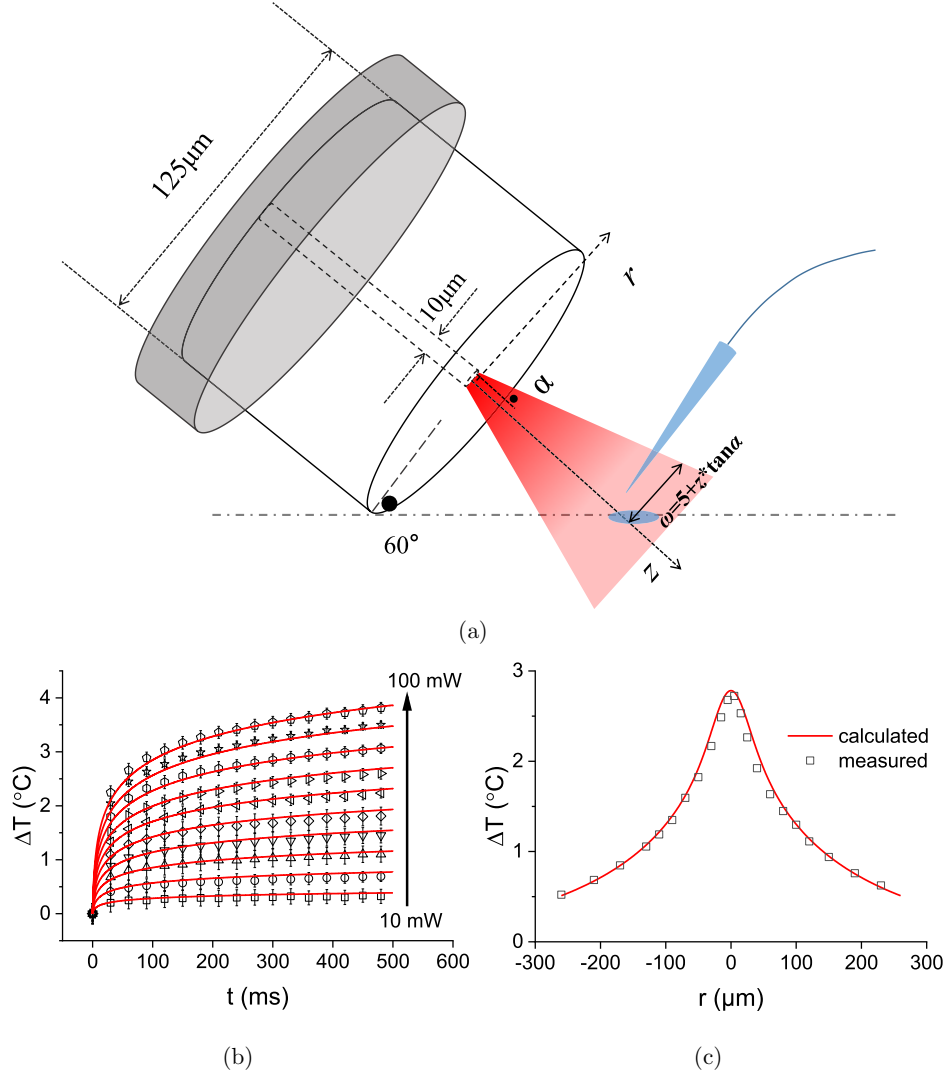 125μm
10μm
r
α
ω=5+z*tanα
60°
z
(a)
100 mW
10 mW
4
3
2
1
0
ΔT (°C)
0 100 200 300 400 500 600
t (ms)
(b)
3
2
1
0
ΔT (°C)
calculated
measured
-300 -200 -100 0 100 200 300
r (μm)
(c)